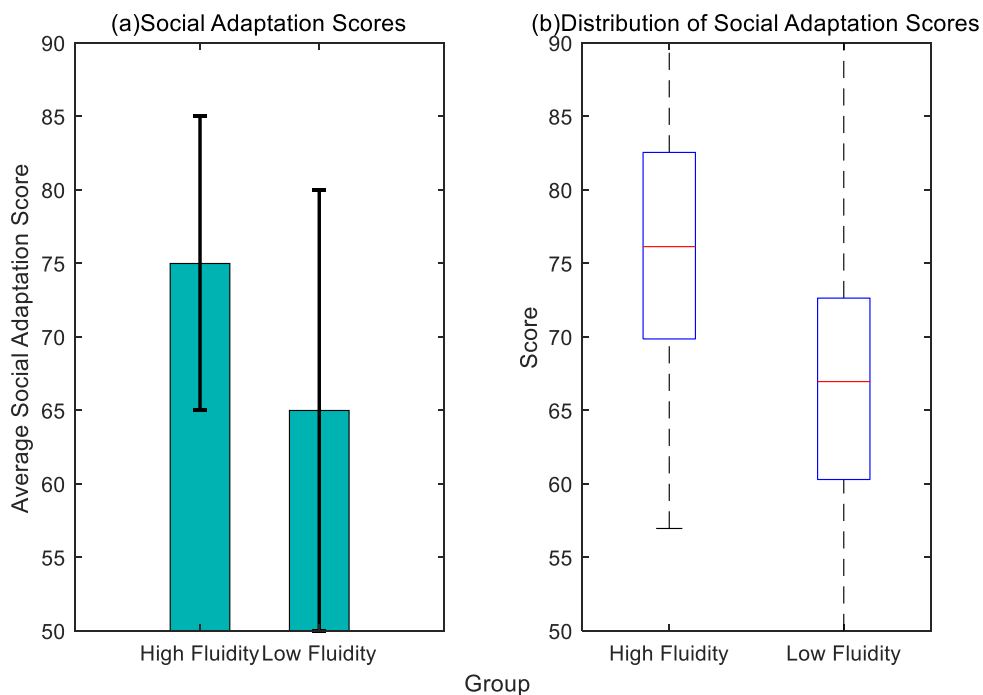 (a)Social Adaptation Scores
Average Social Adaptation Score
90
85
80
75
70
65
60
55
50
High Fluidity
Low Fluidity
(b)Distribution of Social Adaptation Scores
Score
90
85
80
75
70
65
60
55
50
High Fluidity
Low Fluidity
Group